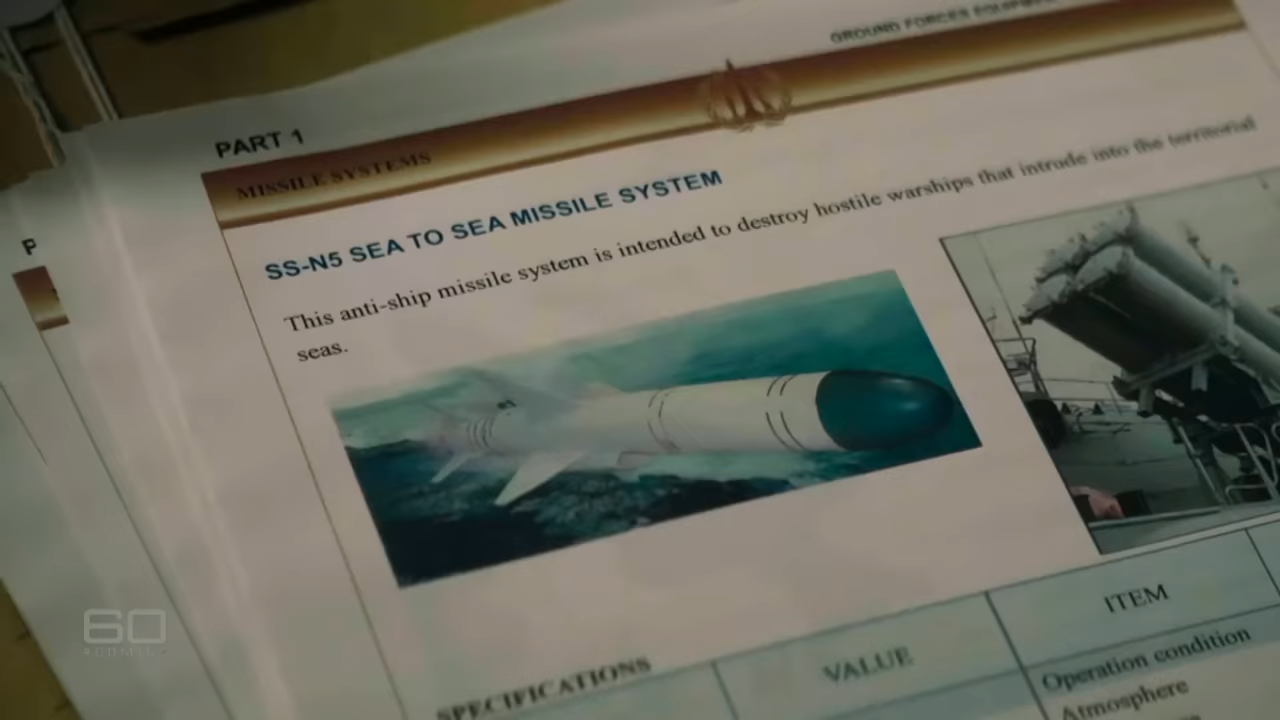 GROUND FORCES EQUIPMENT
PART 1
MISSILE SYSTEMS
SS-N5 SEA TO SEA MISSILE SYSTEM
This anti-ship missile system is intended to destroy hostile warships that intrude into the territorial
seas.
P
SPECIFICATIONS
VALUE
ITEM
Operation condition
Atmosphere
60